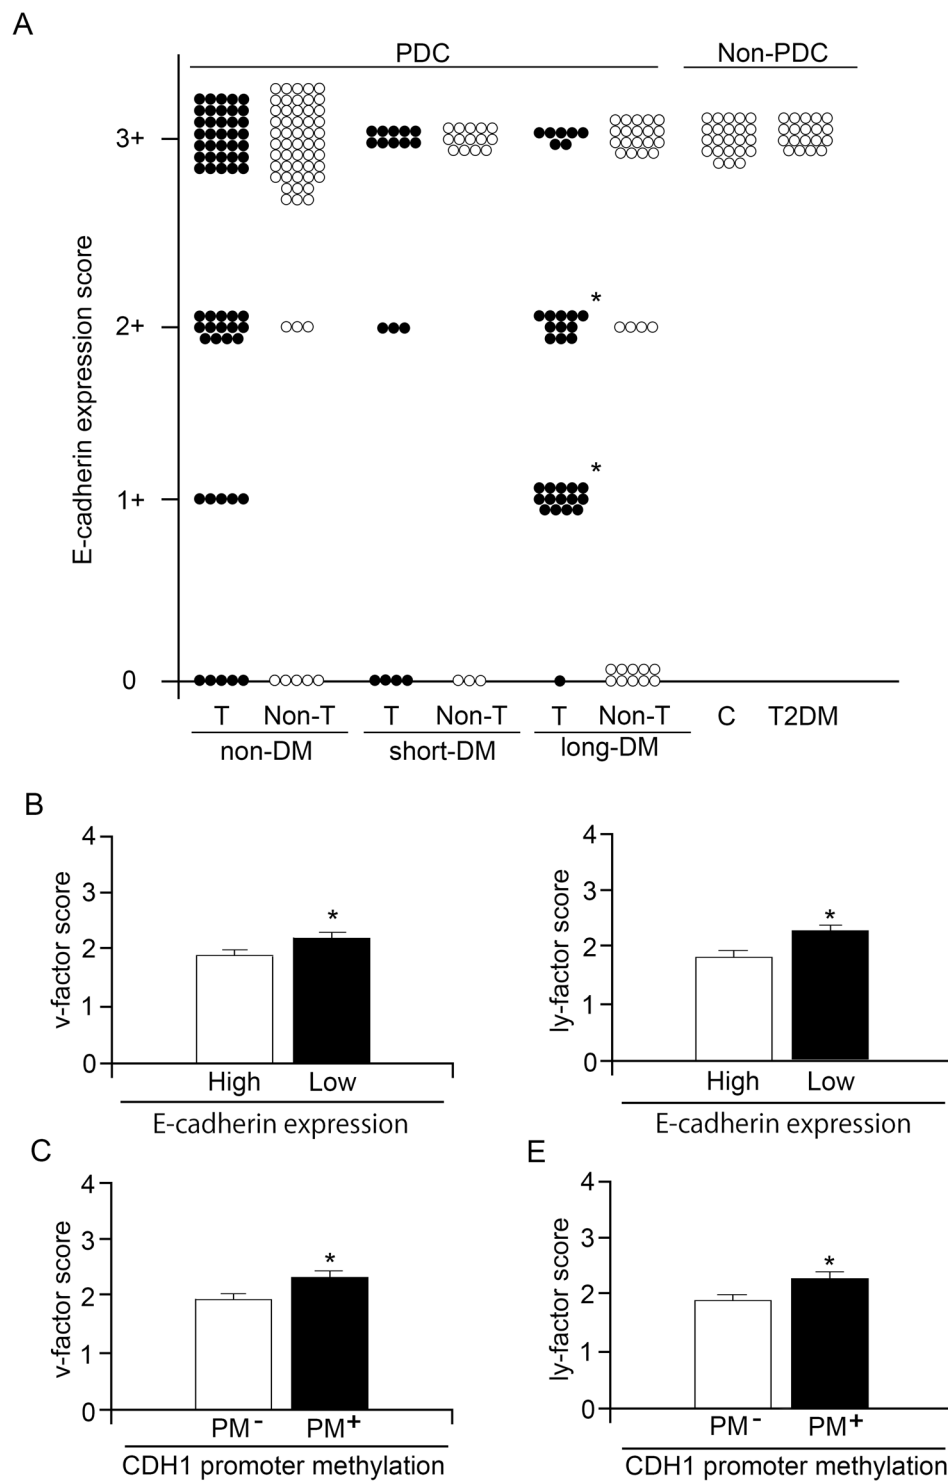 A
PDC
Non-PDC
E-cadherin expression score
3+
2+
*
1+
*
0
T Non-T T Non-T T Non-T C T2DM
non-DM short-DM long-DM
B
v-factor score
4
3
2
1
0
*
High Low
E-cadherin expression
ly-factor score
4
3
2
1
0
*
High Low
E-cadherin expression
C
v-factor score
4
3
2
1
0
*
PM- PM+
CDH1 promoter methylation
E
ly-factor score
4
3
2
1
0
*
PM- PM+
CDH1 promoter methylation